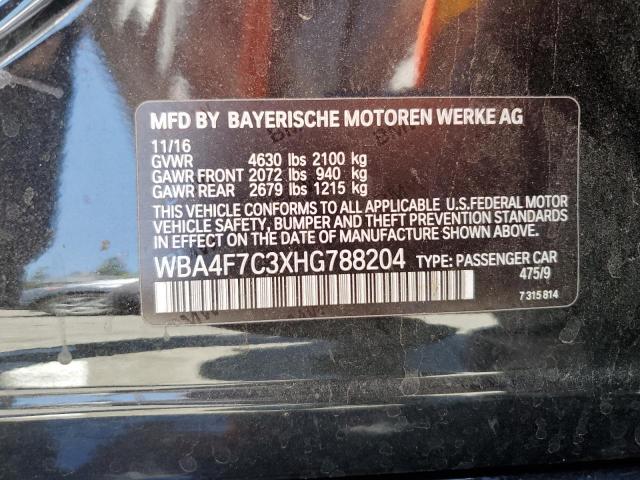 MFD BY BAYERISCHE MOTOREN WERKE AG
11/16
GVWR 4630 lbs 2100 kg
GAWR FRONT 2072 lbs 940 kg
GAWR REAR 2679 lbs 1215 kg
THIS VEHICLE CONFORMS TO ALL APPLICABLE U.S.FEDERAL MOTOR
VEHICLE SAFETY, BUMPER AND THEFT PREVENTION STANDARDS
IN EFFECT ON THE DATE OF MANUFACTURE SHOWN ABOVE.
WBA4F7C3XHG788204 TYPE: PASSENGER CAR
475/9
7 315 814